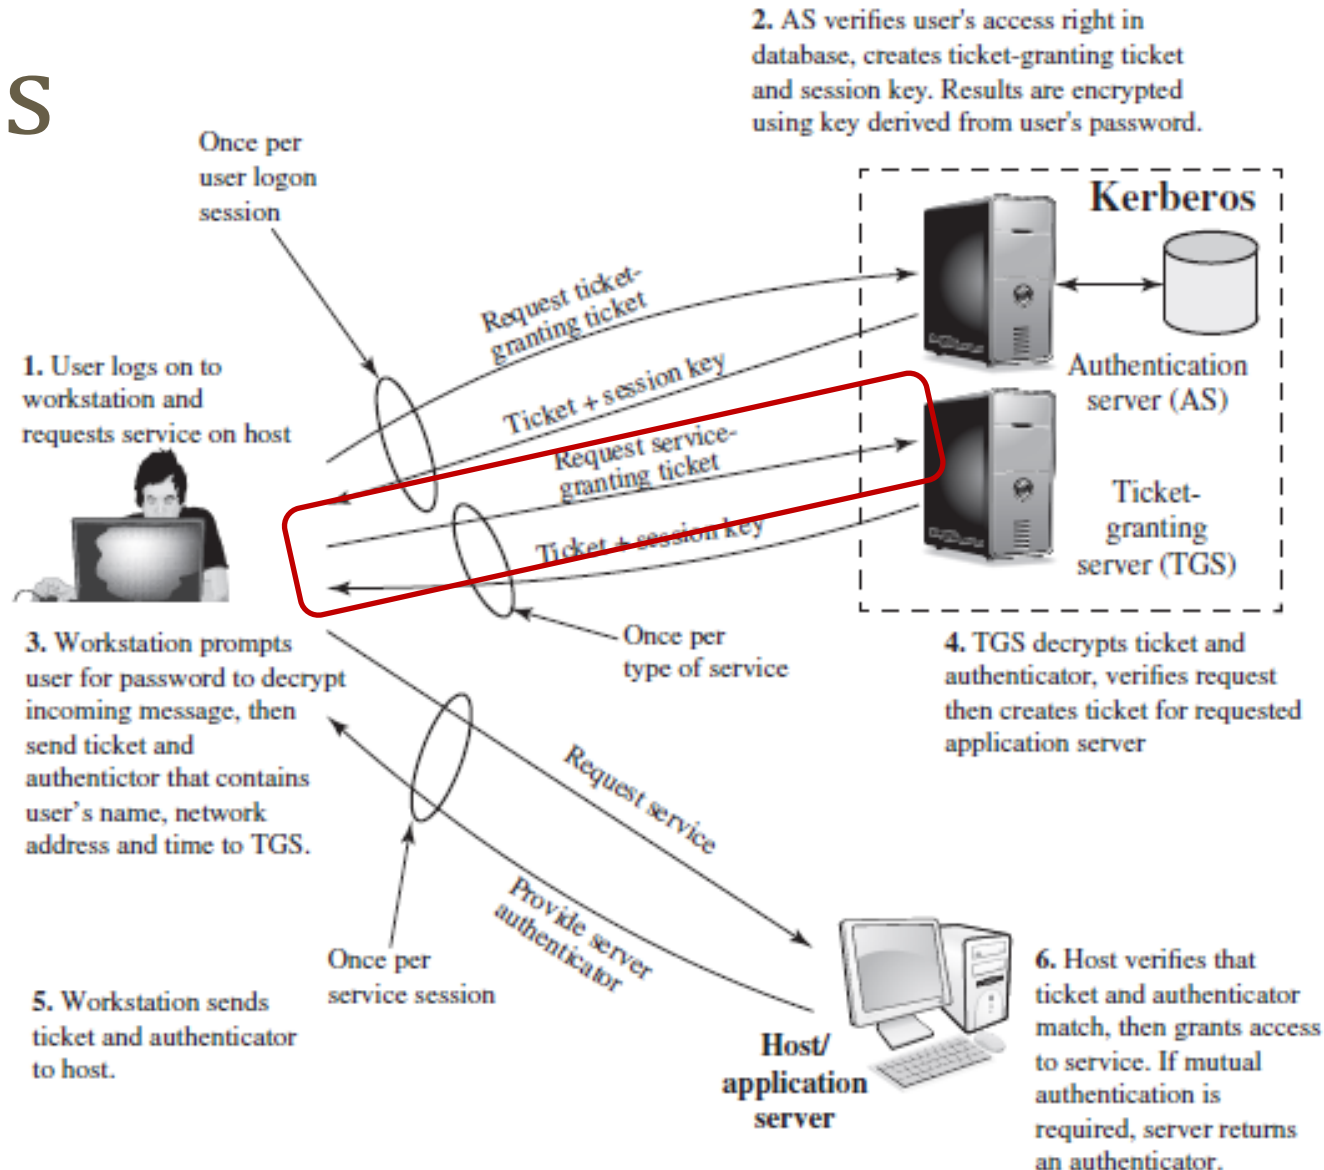 s
2. AS verifies user's access right in
database, creates ticket-granting ticket
and session key. Results are encrypted
using key derived from user's password.
Once per
user logon
session
Kerberos
Request ticket-
granting ticket
1. User logs on to
workstation and
requests service on host
Ticket + session key
Authentication
server (AS)
Request service-
granting ticket
Ticket + session key
Ticket-
granting
server (TGS)
Once per
type of service
3. Workstation prompts
user for password to decrypt
incoming message, then
send ticket and
authentictor that contains
user's name, network
address and time to TGS.
4. TGS decrypts ticket and
authenticator, verifies request
then creates ticket for requested
application server
Request service
Provide server
authenticator
Once per
service session
5. Workstation sends
ticket and authenticator
to host.
Host/
application
server
6. Host verifies that
ticket and authenticator
match, then grants access
to service. If mutual
authentication is
required, server returns
an authenticator.